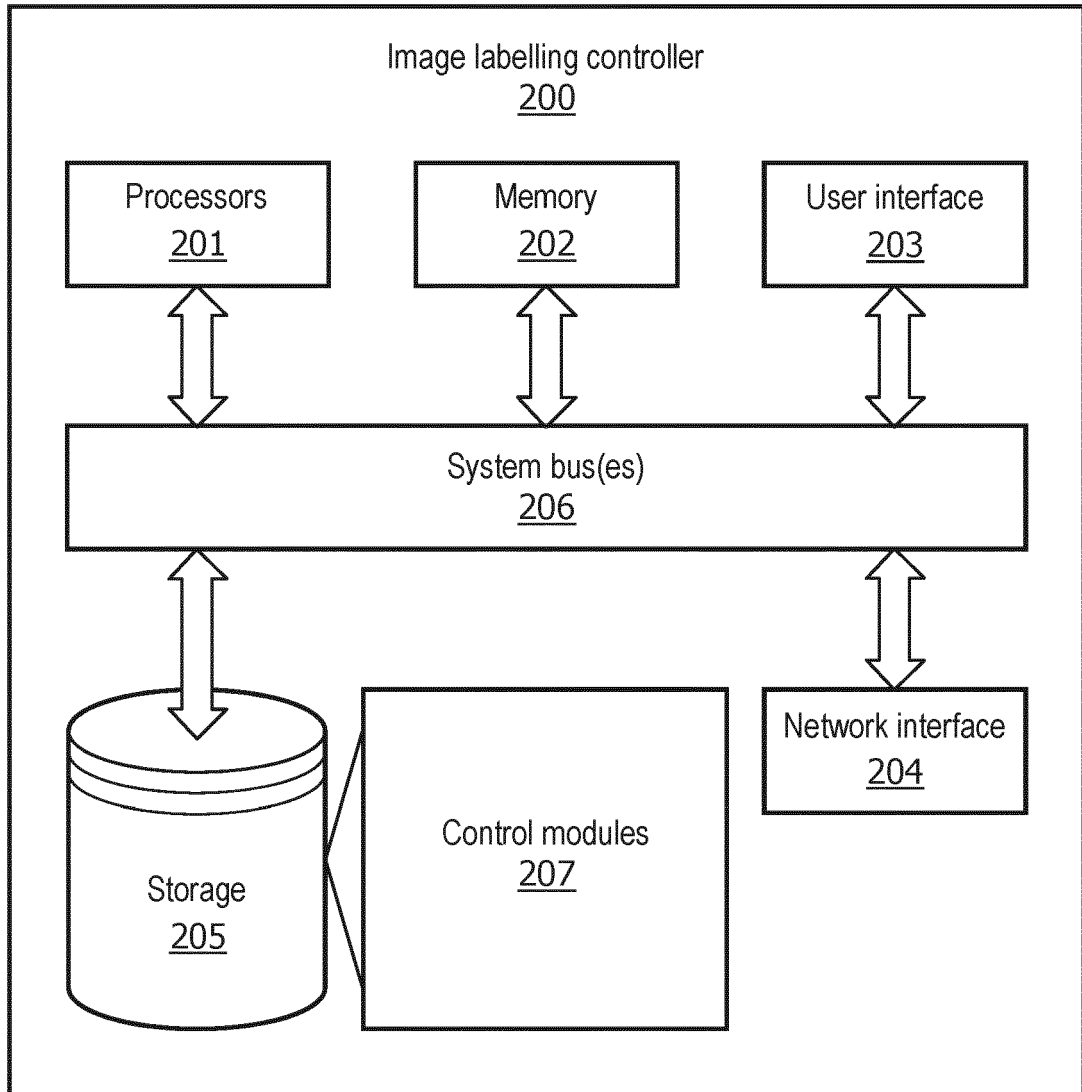 Image labelling controller
200
Processors
201
Memory
202
User interface
203
System bus(es)
206
Storage
205
Control modules
207
Network interface
204